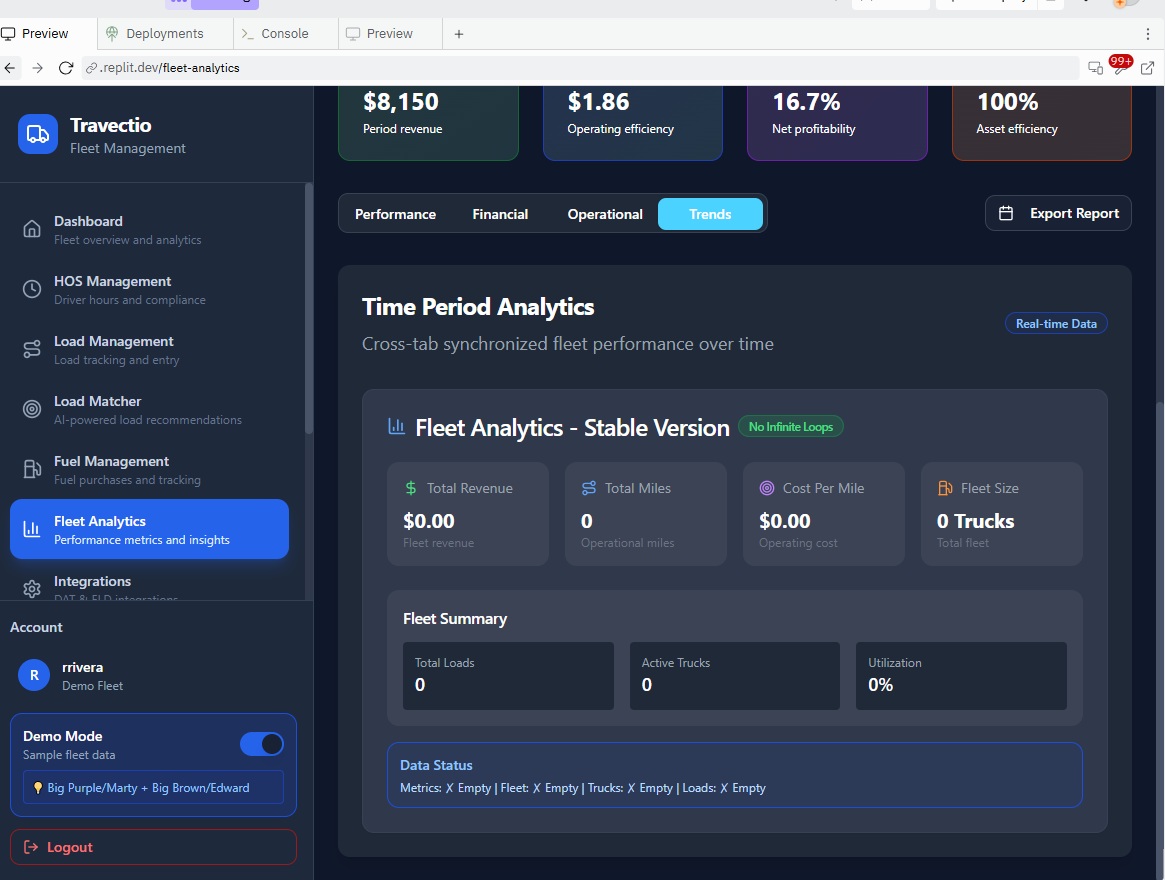 Preview
Deployments
Console
Preview
.replit.dev/fleet-analytics
99+
Travectio
Fleet Management
$8,150
Period revenue
$1.86
Operating efficiency
16.7%
Net profitability
100%
Asset efficiency
Performance
Financial
Operational
Trends
Export Report
Dashboard
Fleet overview and analytics
HOS Management
Driver hours and compliance
Load Management
Load tracking and entry
Load Matcher
AI-powered load recommendations
Fuel Management
Fuel purchases and tracking
Fleet Analytics
Performance metrics and insights
Integrations
DAT & ELD integrations
Account
R
rrivera
Demo Fleet
Demo Mode
Sample fleet data
Big Purple/Marty + Big Brown/Edward
Logout
Time Period Analytics
Cross-tab synchronized fleet performance over time
Real-time Data
Fleet Analytics - Stable Version
No Infinite Loops
Total Revenue
$0.00
Fleet revenue
Total Miles
0
Operational miles
Cost Per Mile
$0.00
Operating cost
Fleet Size
0 Trucks
Total fleet
Fleet Summary
Total Loads
0
Active Trucks
0
Utilization
0%
Data Status
Metrics: ✗ Empty | Fleet: ✗ Empty | Trucks: ✗ Empty | Loads: ✗ Empty